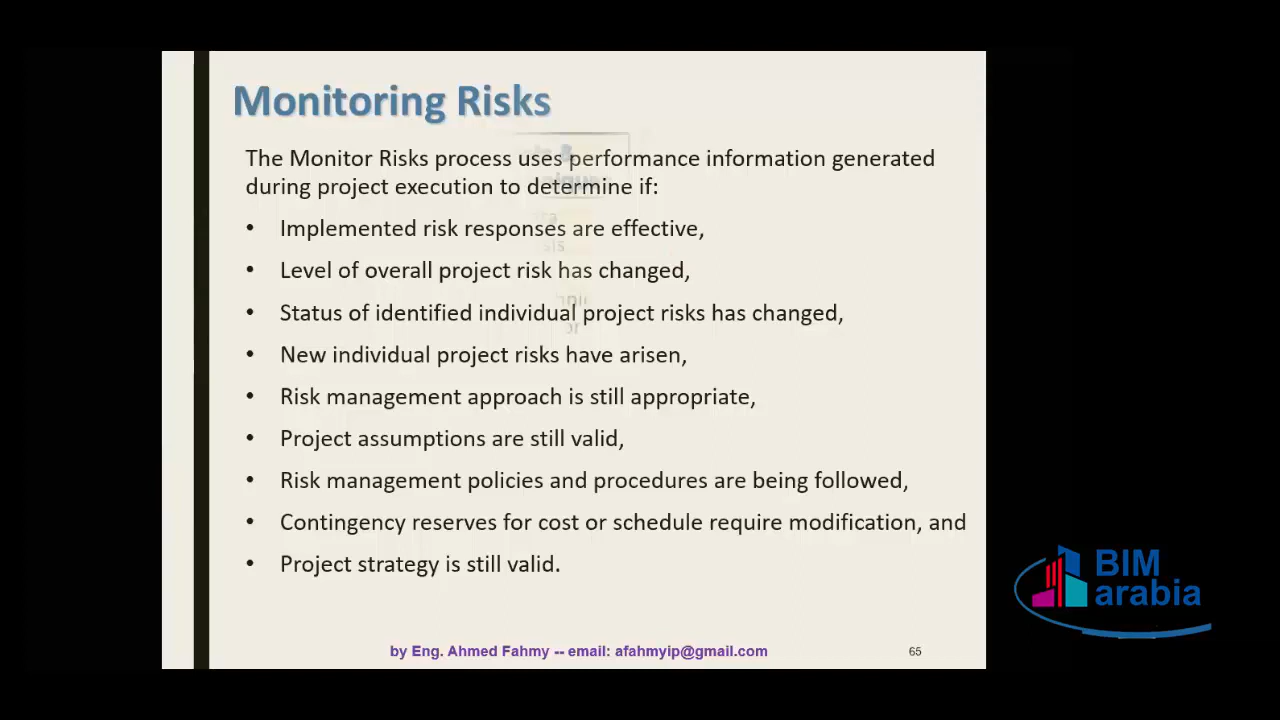 Monitoring Risks
The Monitor Risks process uses performance information generated
during project execution to determine if:
• Implemented risk responses are effective,
• Level of overall project risk has changed,
• Status of identified individual project risks has changed,
• New individual project risks have arisen,
• Risk management approach is still appropriate,
• Project assumptions are still valid,
• Risk management policies and procedures are being followed,
• Contingency reserves for cost or schedule require modification, and
• Project strategy is still valid.
by Eng. Ahmed Fahmy -- email: afahmyip@gmail.com
65
BIM
arabia